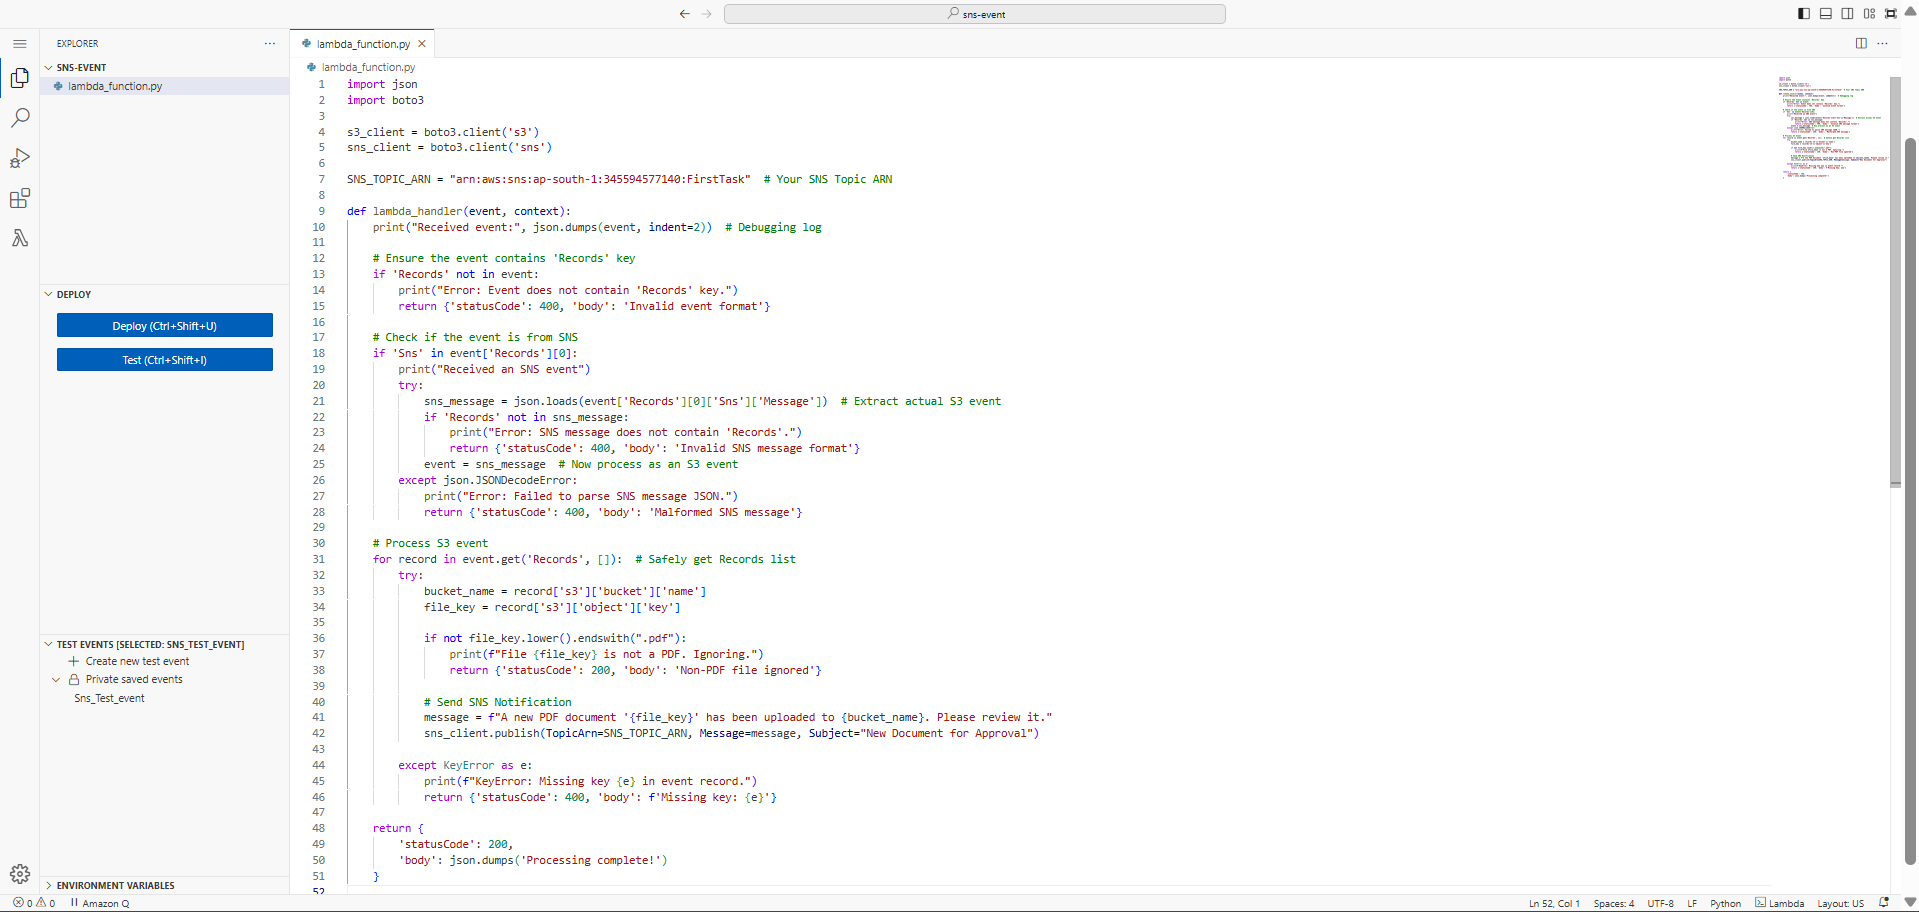 sns-event
EXPLORER
SNS-EVENT
lambda_function.py
DEPLOY
Deploy (Ctrl+Shift+U)
Test (Ctrl+Shift+I)
TEST EVENTS [SELECTED: SNS_TEST_EVENT]
Create new test event
Private saved events
Sns_Test_event
ENVIRONMENT VARIABLES
lambda_function.py
lambda_function.py
1 import json
2 import boto3
3
4 s3_client = boto3.client('s3')
5 sns_client = boto3.client('sns')
6
7 SNS_TOPIC_ARN = "arn:aws:sns:ap-south-1:345594577140:FirstTask"  # Your SNS Topic ARN
8
9 def lambda_handler(event, context):
10     print("Received event:", json.dumps(event, indent=2))  # Debugging log
11
12     # Ensure the event contains 'Records' key
13     if 'Records' not in event:
14         print("Error: Event does not contain 'Records' key.")
15         return {'statusCode': 400, 'body': 'Invalid event format'}
16
17     # Check if the event is from SNS
18     if 'Sns' in event['Records'][0]:
19         print("Received an SNS event")
20         try:
21             sns_message = json.loads(event['Records'][0]['Sns']['Message'])  # Extract actual S3 event
22             if 'Records' not in sns_message:
23                 print("Error: SNS message does not contain 'Records'.")
24                 return {'statusCode': 400, 'body': 'Invalid SNS message format'}
25             event = sns_message  # Now process as an S3 event
26         except json.JSONDecodeError:
27             print("Error: Failed to parse SNS message JSON.")
28             return {'statusCode': 400, 'body': 'Malformed SNS message'}
29
30     # Process S3 event
31     for record in event.get('Records', []):  # Safely get Records list
32         try:
33             bucket_name = record['s3']['bucket']['name']
34             file_key = record['s3']['object']['key']
35
36             if not file_key.lower().endswith(".pdf"):
37                 print(f"File {file_key} is not a PDF. Ignoring.")
38                 return {'statusCode': 200, 'body': 'Non-PDF file ignored'}
39
40             # Send SNS Notification
41             message = f"A new PDF document '{file_key}' has been uploaded to {bucket_name}. Please review it."
42             sns_client.publish(TopicArn=SNS_TOPIC_ARN, Message=message, Subject="New Document for Approval")
43
44         except KeyError as e:
45             print(f"KeyError: Missing key {e} in event record.")
46             return {'statusCode': 400, 'body': f'Missing key: {e}'}
47
48     return {
49         'statusCode': 200,
50         'body': json.dumps('Processing complete!')
51     }
52
0 0 Amazon Q
Ln 52, Col 1 Spaces: 4 UTF-8 LF Python Lambda Layout: US